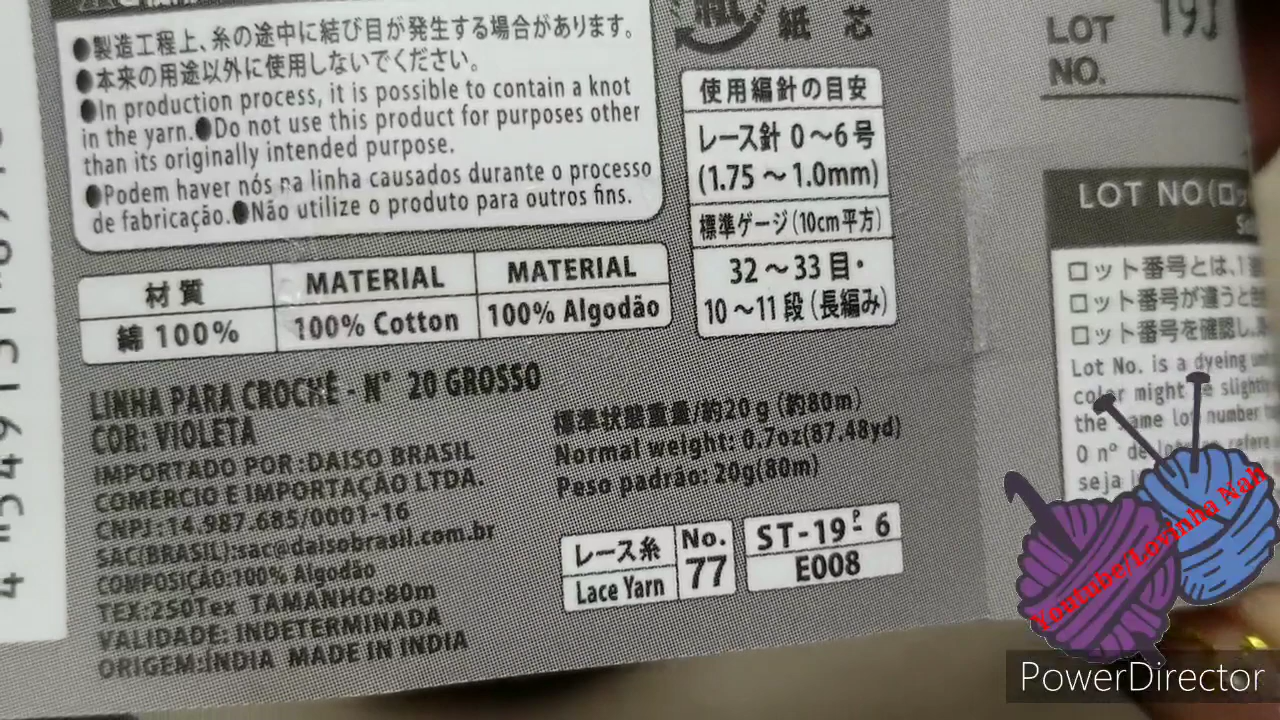 ●製造工程上、糸の途中に結び目が発生する場合があります。
●本来の用途以外に使用しないでください。
●In production process, it is possible to contain a knot
in the yarn.●Do not use this product for purposes other
than its originally intended purpose.
●Podem haver nós na linha causados durante o processo
de fabricação.●Não utilize o produto para outros fins.
材質 MATERIAL MATERIAL
綿 100% 100% Cotton 100% Algodão
LINHA PARA CROCHÊ - N° 20 GROSSO
COR: VIOLETA
IMPORTADO POR:DAISO BRASIL
COMÉRCIO E IMPORTAÇÃO LTDA.
CNPJ:14.987.685/0001-10
SAC(BRASIL):sac@daisobrasil.com.br
COMPOSIÇÃO:100% Algodão
TEX:250Tex TAMANHO:80m
VALIDADE: INDETERMINADA
ORIGEM:ÍNDIA MADE IN INDIA
紙
紙芯
使用編針の目安
レース針 0～6号
(1.75～1.0mm)
標準ゲージ(10cm平方)
32～33目・
10～11段(長編み)
標準状態重量/約20g (約80m)
Normal weight: 0.7oz(87.48yd)
Peso padrão: 20g(80m)
レース糸
Lace Yarn
No.
77
ST-19 P - 6
E008
LOT
NO.
LOT NO(ロッ
ロット番号とは、
ロット番号が違うと
ロット番号を確認し、
Lot No. is a dyeing
color might be slightly
the same lot number
O nº de
seja
Youtube/Lovinha Nah
PowerDirector